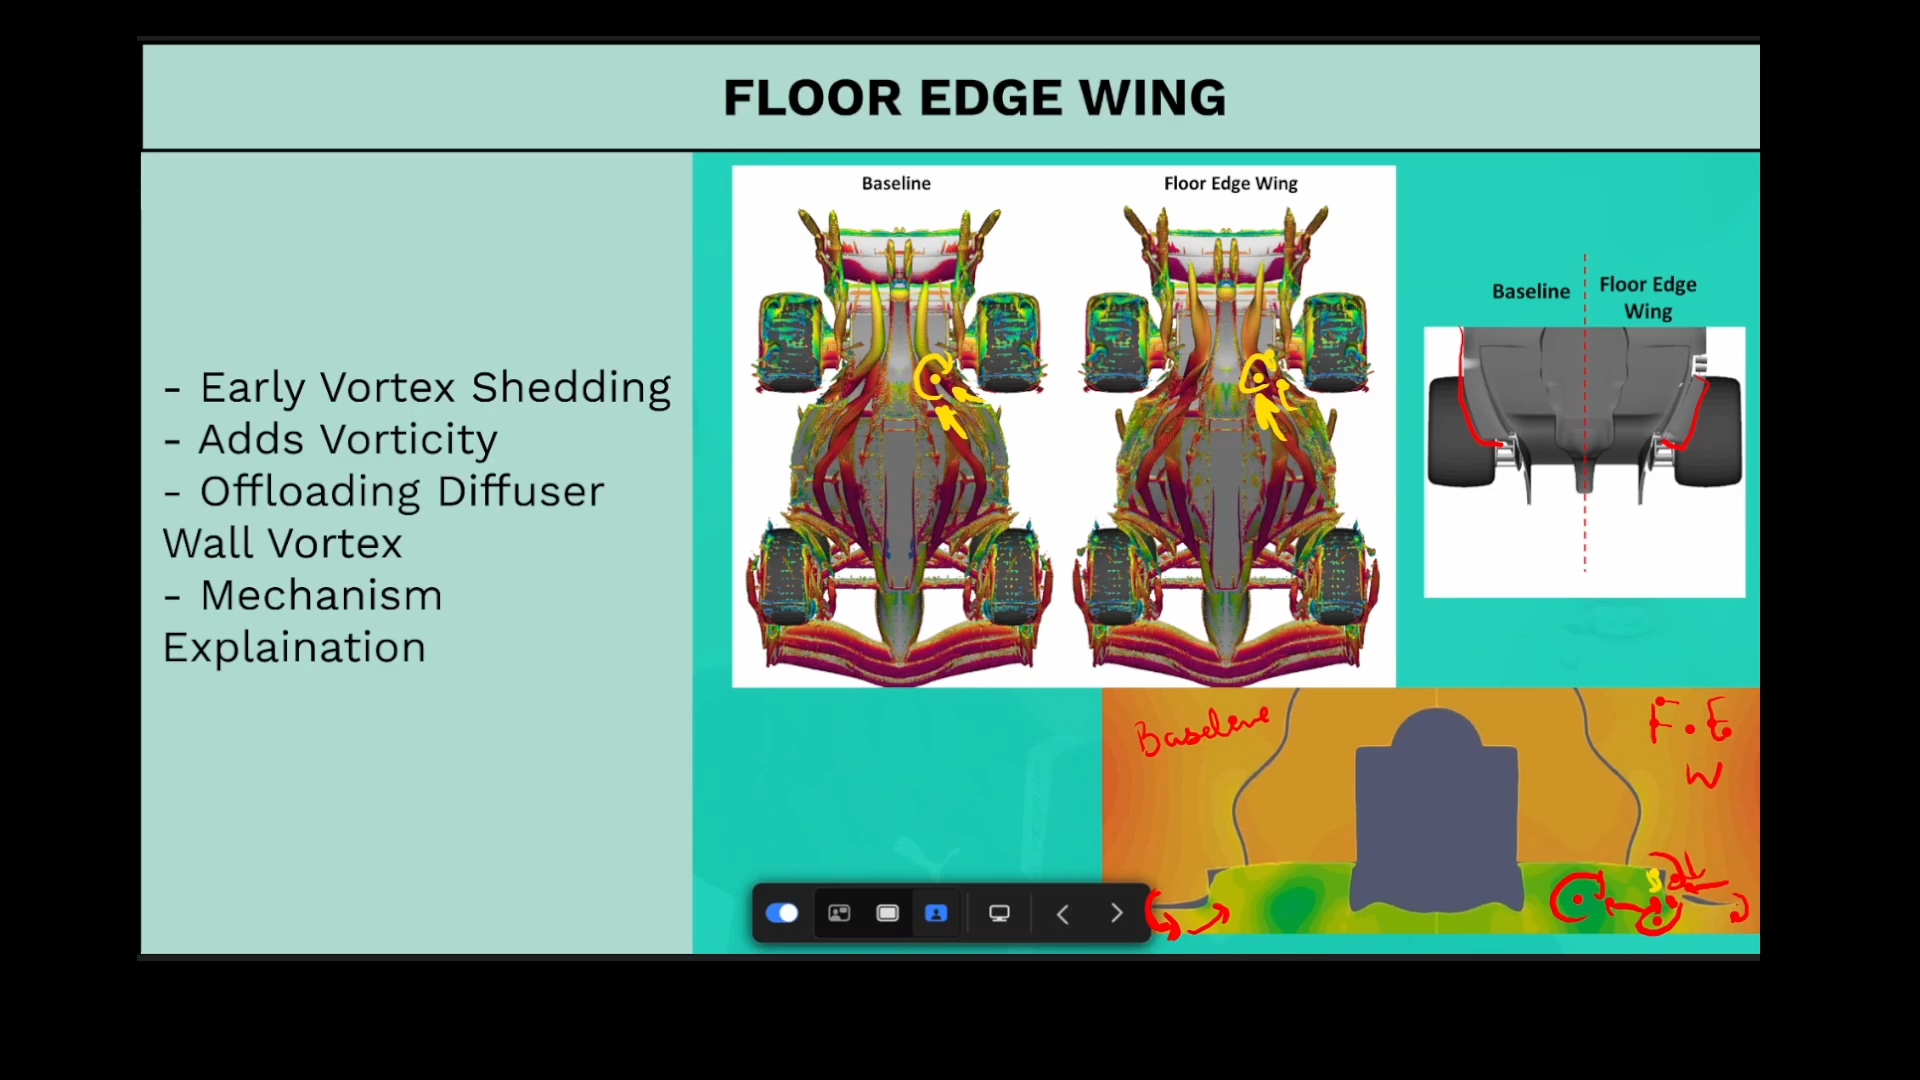 FLOOR EDGE WING
- Early Vortex Shedding
- Adds Vorticity
- Offloading Diffuser
Wall Vortex
- Mechanism
Explaination
Baseline
Floor Edge Wing
Baseline
Floor Edge
Wing
Baseline
F.E
W